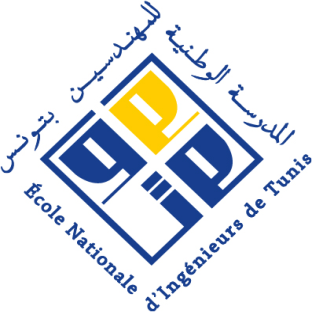 المدرسة الوطنية للمهندسين بتونس
École Nationale
d'Ingénieurs de Tunis